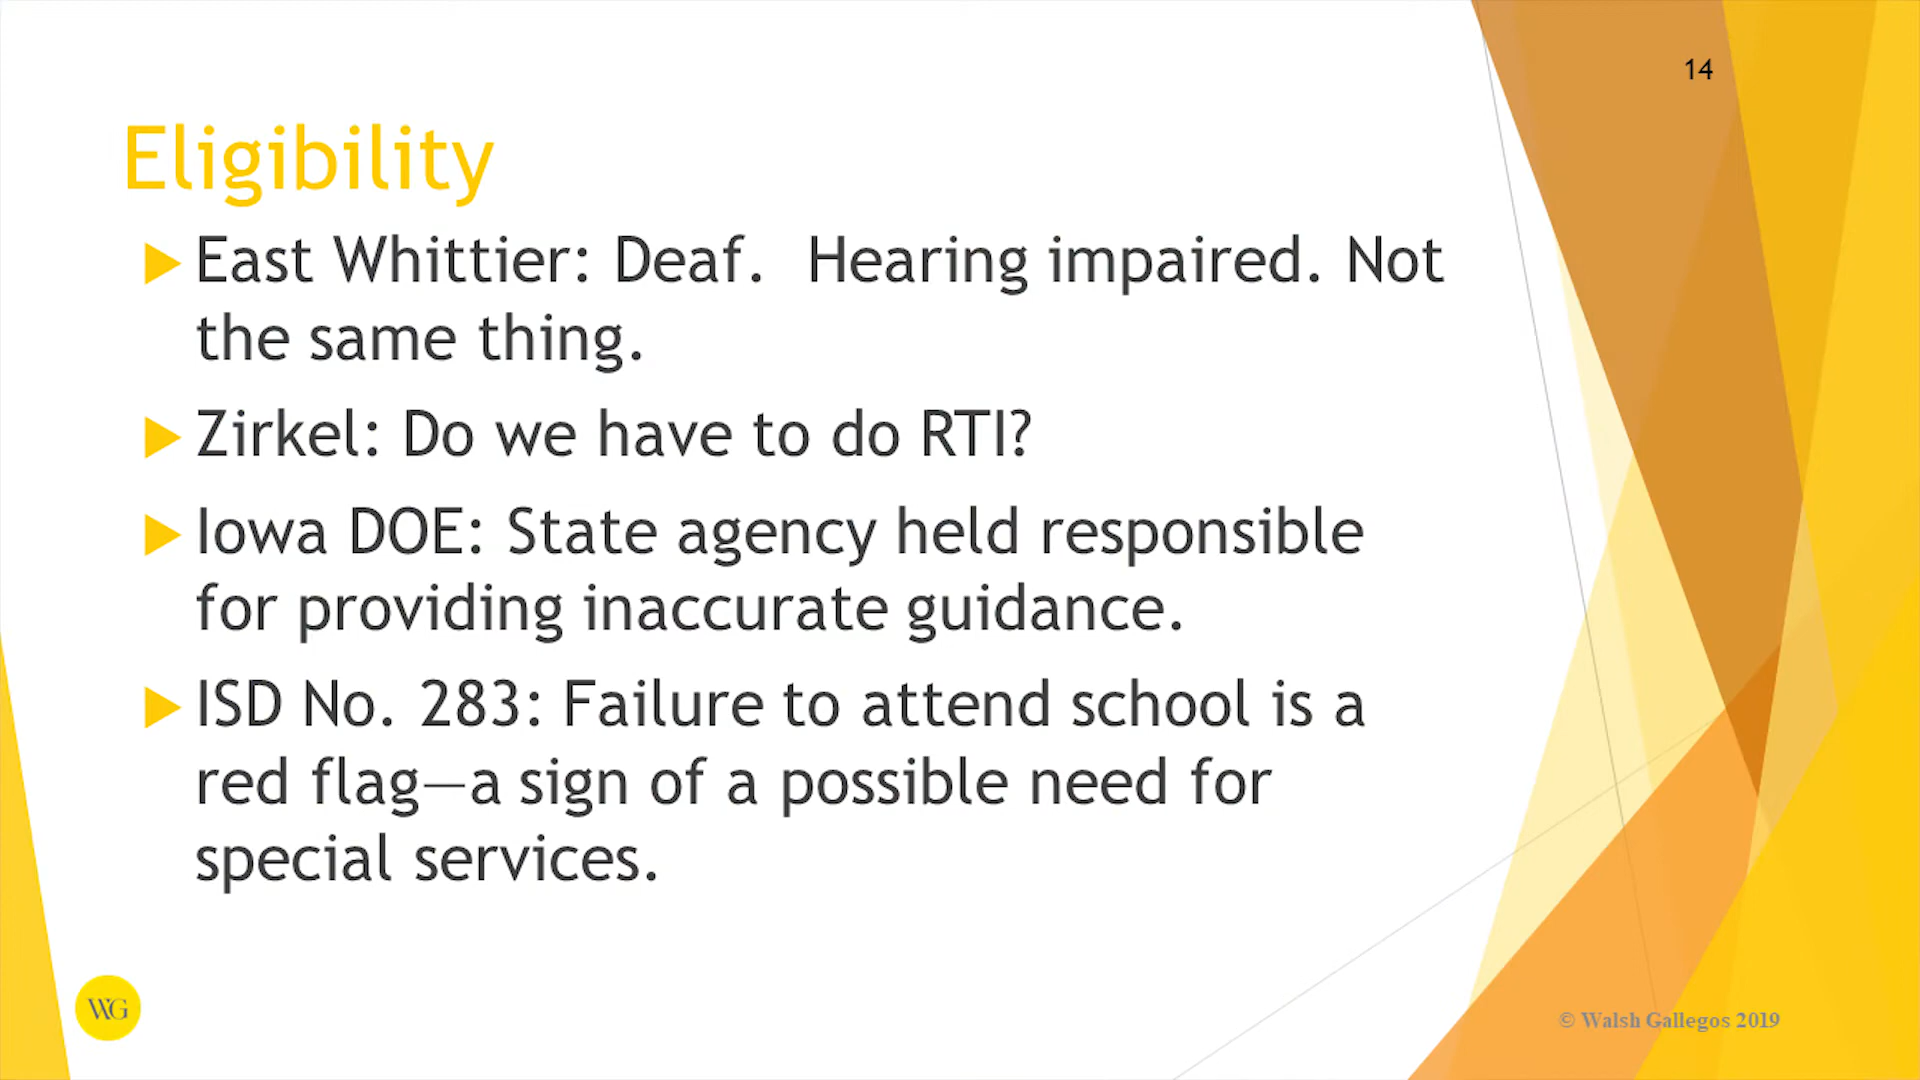 14
Eligibility
East Whittier: Deaf.  Hearing impaired. Not
the same thing.
Zirkel: Do we have to do RTI?
Iowa DOE: State agency held responsible
for providing inaccurate guidance.
ISD No. 283: Failure to attend school is a
red flag—a sign of a possible need for
special services.
WG
© Walsh Gallegos 2019